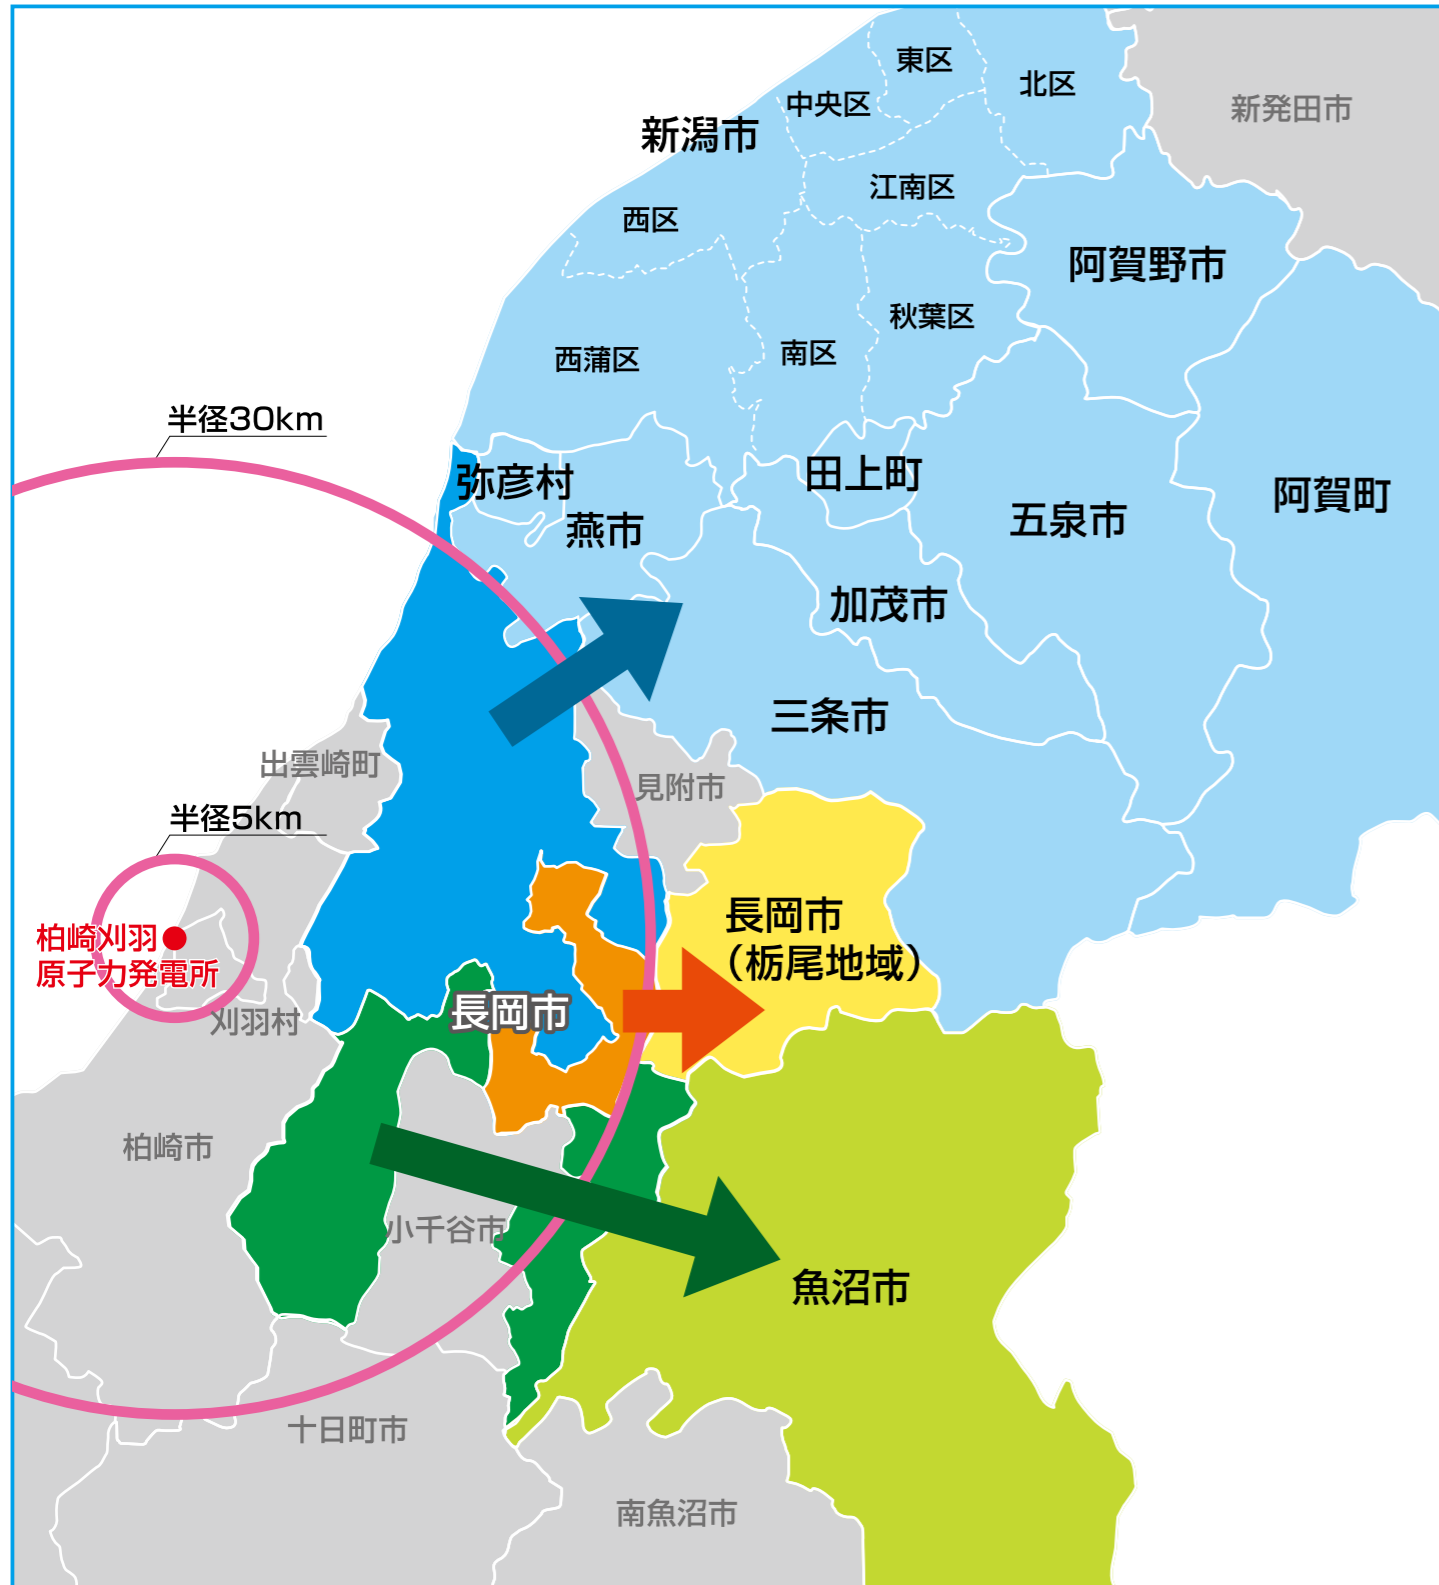 東区
北区
中央区
新発田市
新潟市
江南区
西区
阿賀野市
秋葉区
南区
西蒲区
半径30km
弥彦村
田上町
阿賀町
燕市
五泉市
加茂市
三条市
出雲崎町
見附市
半径5km
長岡市
(栃尾地域)
柏崎刈羽
原子力発電所
長岡市
刈羽村
柏崎市
小千谷市
魚沼市
十日町市
南魚沼市